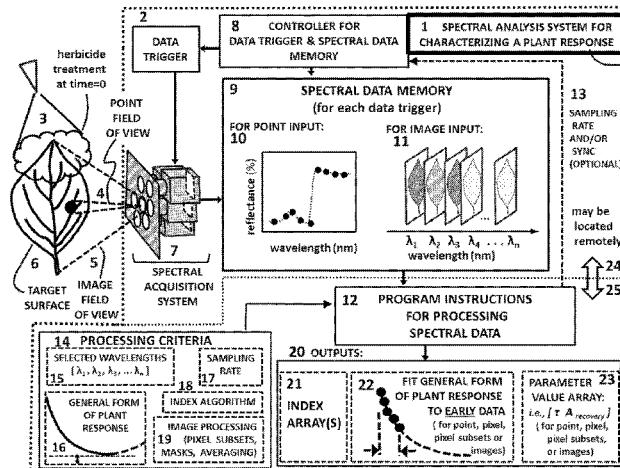 2
DATA
TRIGGER
8
CONTROLLER FOR
DATA TRIGGER & SPECTRAL DATA
MEMORY
1 SPECTRAL ANALYSIS SYSTEM FOR
CHARACTERIZING A PLANT RESPONSE
herbicide
treatment
at time=0
3
POINT
FIELD
OF VIEW
4
5
6
TARGET
SURFACE
IMAGE
FIELD
OF VIEW
7
SPECTRAL
ACQUISITION
SYSTEM
9
SPECTRAL DATA MEMORY
(for each data trigger)
FOR POINT INPUT:
10
reflectance (%)
wavelength (nm)
FOR IMAGE INPUT:
11
λ1 λ2 λ3 λ4 ... λn
wavelength (nm)
13
SAMPLING
RATE
AND/OR
SYNC
(OPTIONAL)
may be
located
remotely
24
25
12
PROGRAM INSTRUCTIONS
FOR PROCESSING
SPECTRAL DATA
14 PROCESSING CRITERIA
SELECTED WAVELENGTHS
15 [λ1, λ2, λ3, ... λn]
SAMPLING
RATE
17
GENERAL FORM
OF PLANT
RESPONSE
16
τ
18
INDEX ALGORITHM
IMAGE PROCESSING
19 (PIXEL SUBSETS,
MASKS, AVERAGING)
20 OUTPUTS:
21
INDEX
ARRAY(S)
22 FIT GENERAL FORM
OF PLANT RESPONSE
TO EARLY DATA
( for point, pixel,
pixel subsets or
images)
PARAMETER 23
VALUE ARRAY:
i.e., [ τ A recovery ]
( for point, pixel,
pixel subsets,
or images)